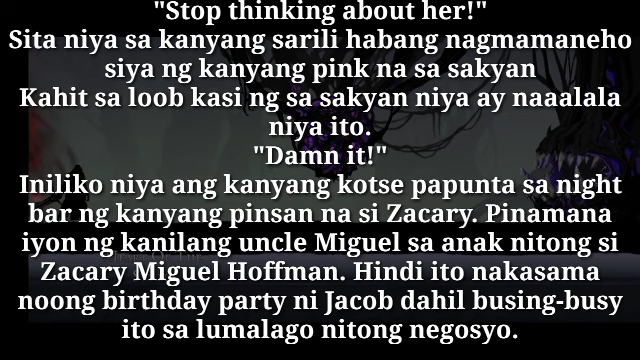 "Stop thinking about her!"
Sita niya sa kanyang sarili habang nagmamaneho
siya ng kanyang pink na sa sakyan
Kahit sa loob kasi ng sa sakyan niya ay naaalala
niya ito.
"Damn it!"
Iniliko niya ang kanyang kotse papunta sa night
bar ng kanyang pinsan na si Zacary. Pinamana
iyon ng kanilang uncle Miguel sa anak nitong si
Zacary Miguel Hoffman. Hindi ito nakasama
noong birthday party ni Jacob dahil busing-busy
ito sa lumalago nitong negosyo.